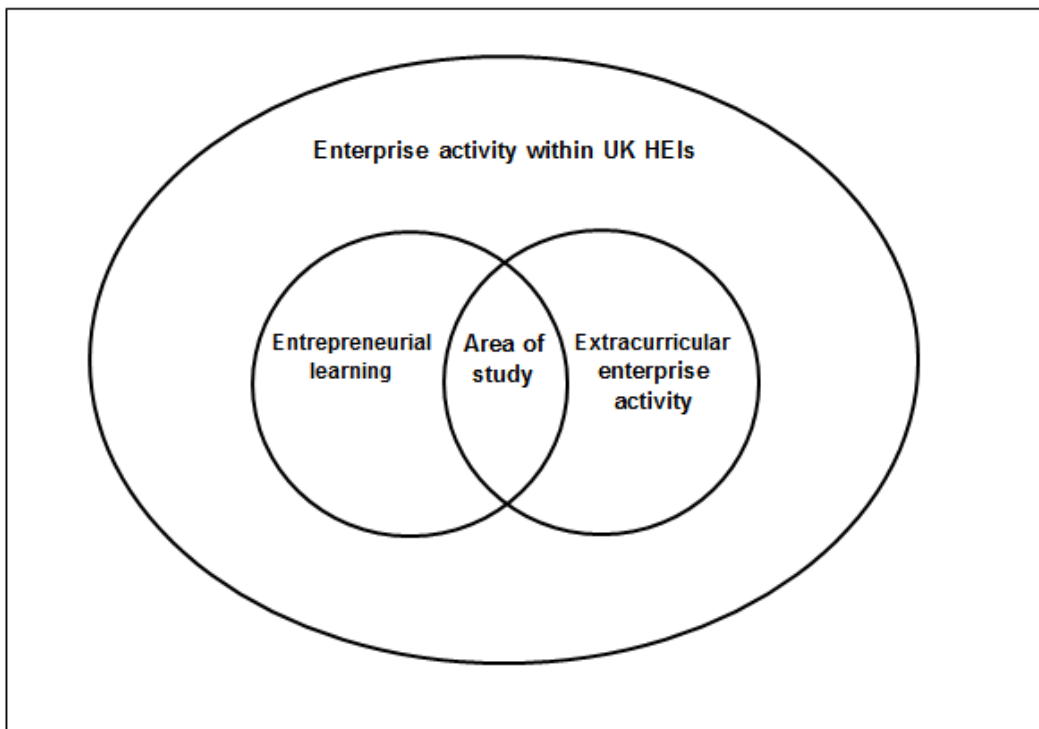 Enterprise activity within UK HEIs
Entrepreneurial
learning
Area of
study
Extracurricular
enterprise
activity